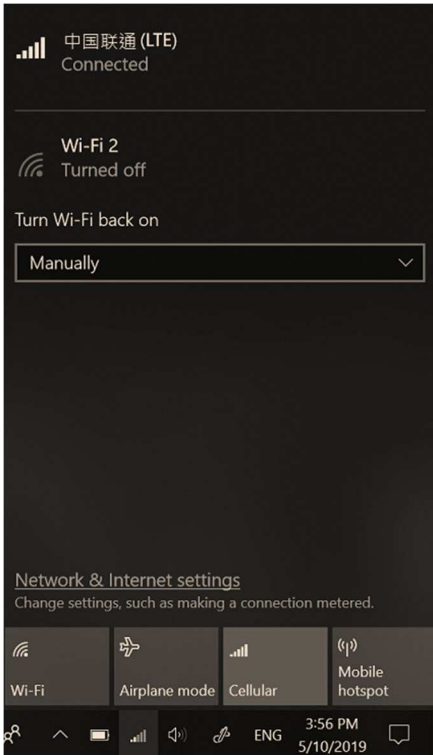 中国联通 (LTE)
Connected
Wi-Fi 2
Turned off
Turn Wi-Fi back on
Manually
Network & Internet settings
Change settings, such as making a connection metered.
Wi-Fi
Airplane mode
Cellular
Mobile
hotspot
ENG
3:56 PM
5/10/2019